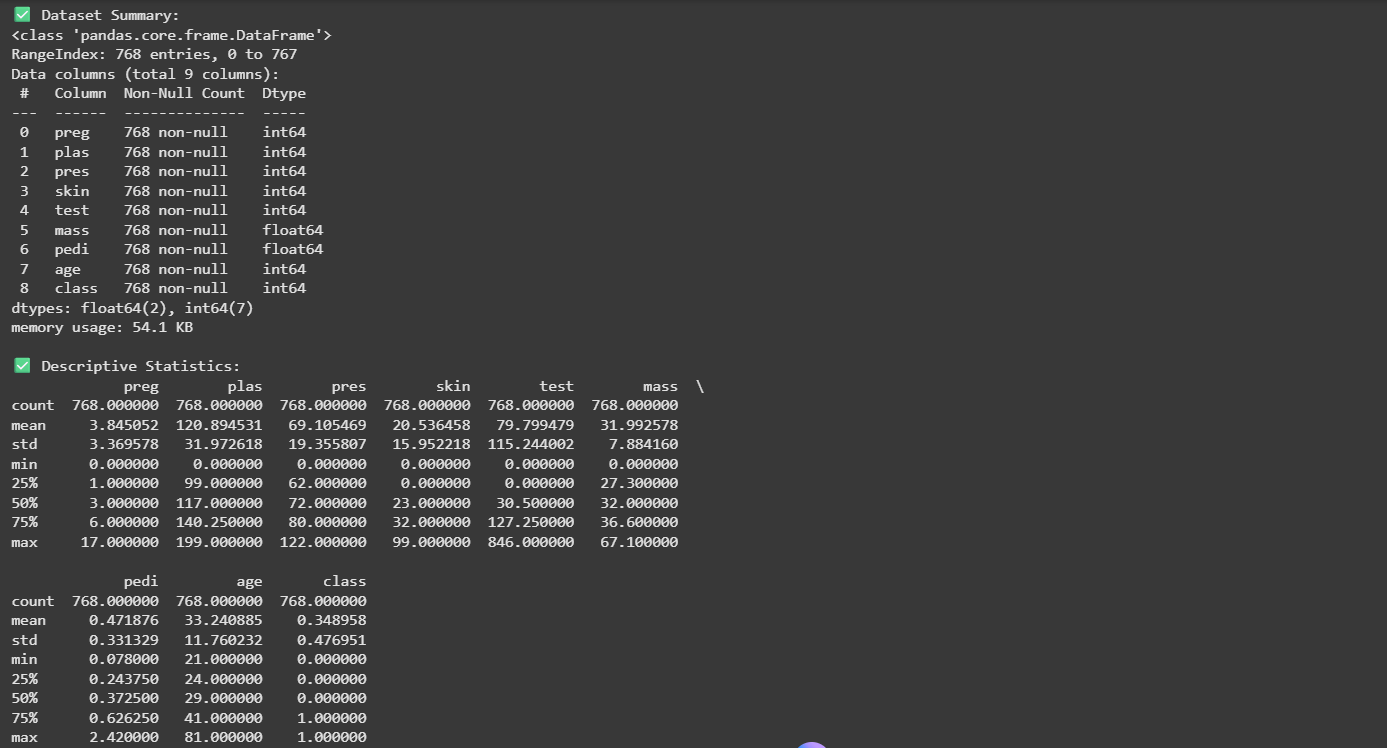 ✅ Dataset Summary:
<class 'pandas.core.frame.DataFrame'>
RangeIndex: 768 entries, 0 to 767
Data columns (total 9 columns):
 #   Column  Non-Null Count  Dtype
---  ------  --------------  -----
 0   preg    768 non-null    int64
 1   plas    768 non-null    int64
 2   pres    768 non-null    int64
 3   skin    768 non-null    int64
 4   test    768 non-null    int64
 5   mass    768 non-null    float64
 6   pedi    768 non-null    float64
 7   age     768 non-null    int64
 8   class   768 non-null    int64
dtypes: float64(2), int64(7)
memory usage: 54.1 KB

✅ Descriptive Statistics:
             preg        plas        pres        skin        test        mass  \
count  768.000000  768.000000  768.000000  768.000000  768.000000  768.000000
mean     3.845052  120.894531   69.105469   20.536458   79.799479   31.992578
std      3.369578   31.972618   19.355807   15.952218  115.244002    7.884160
min      0.000000    0.000000    0.000000    0.000000    0.000000    0.000000
25%      1.000000   99.000000   62.000000    0.000000    0.000000   27.300000
50%      3.000000  117.000000   72.000000   23.000000   30.500000   32.000000
75%      6.000000  140.250000   80.000000   32.000000  127.250000   36.600000
max     17.000000  199.000000  122.000000   99.000000  846.000000   67.100000

             pedi         age       class
count  768.000000  768.000000  768.000000
mean     0.471876   33.240885    0.348958
std      0.331329   11.760232    0.476951
min      0.078000   21.000000    0.000000
25%      0.243750   24.000000    0.000000
50%      0.372500   29.000000    0.000000
75%      0.626250   41.000000    1.000000
max      2.420000   81.000000    1.000000